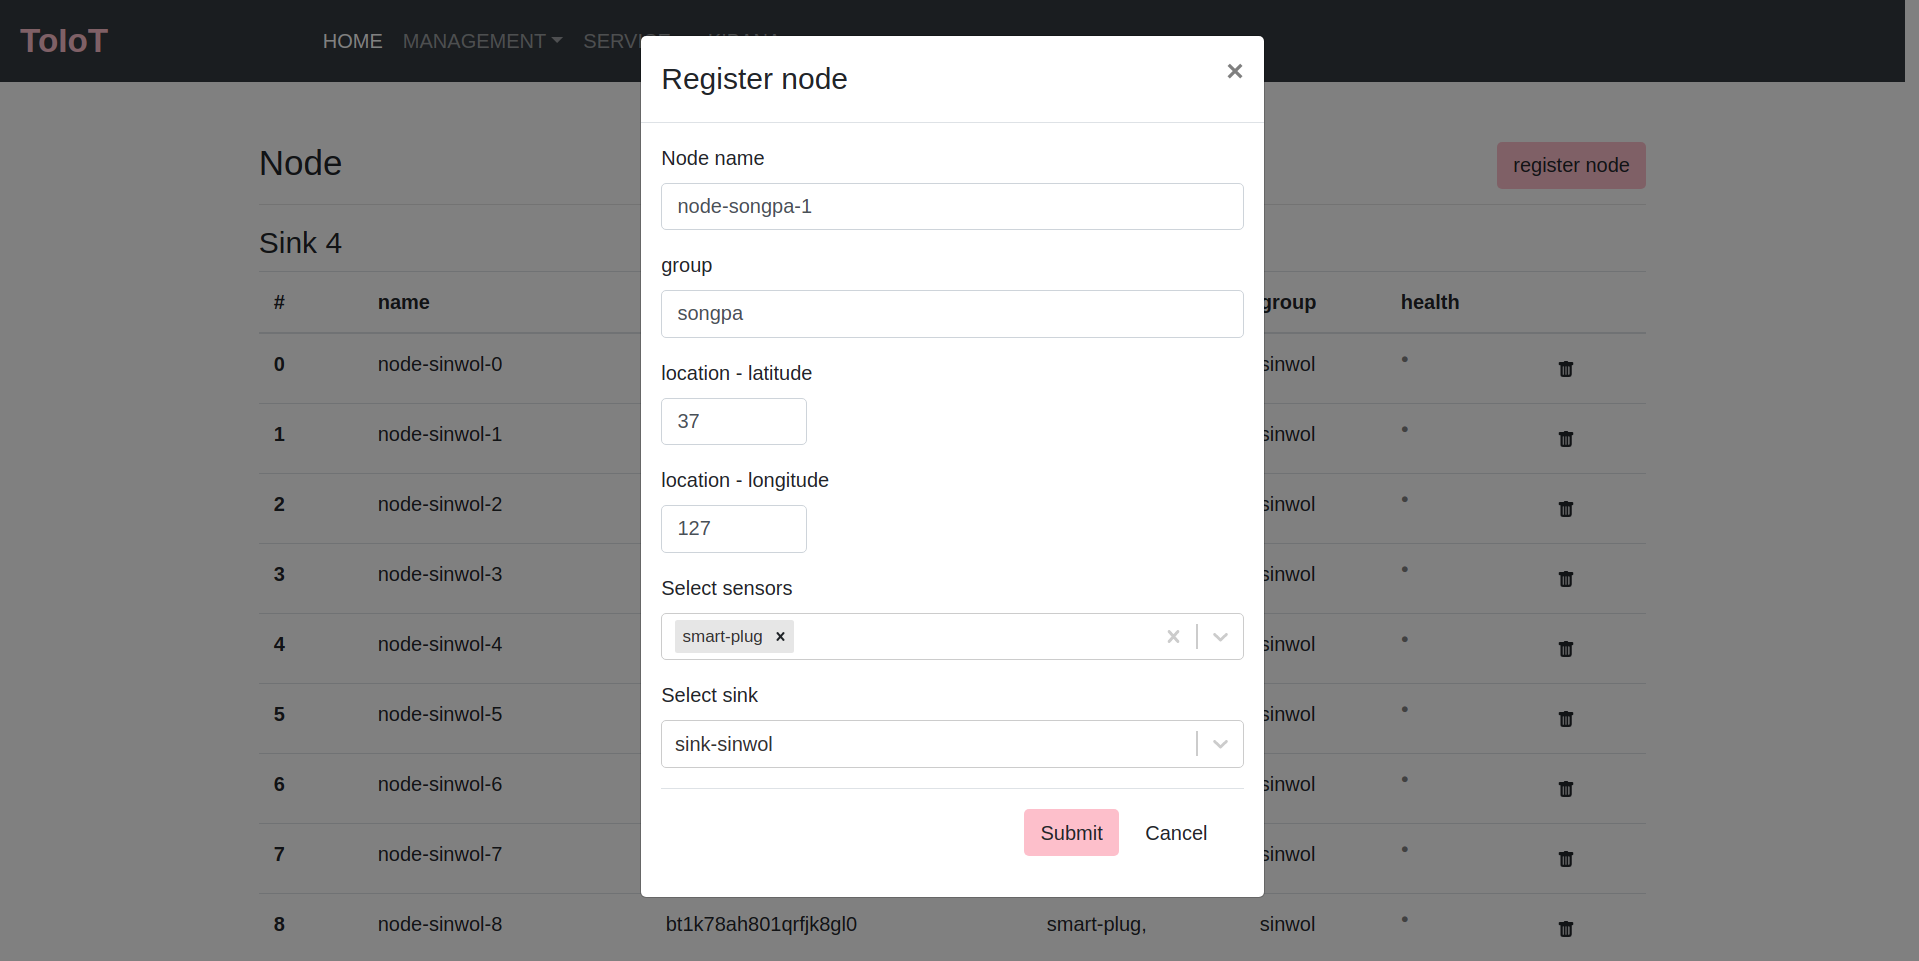 ToIoT
HOME MANAGEMENT SERVICE
Register node
×
Node
register node
Node name
node-songpa-1
Sink 4
group
songpa
# name group health
location - latitude
37
location - longitude
127
Select sensors
smart-plug
Select sink
sink-sinwol
Submit Cancel
0 node-sinwol-0 sinwol
1 node-sinwol-1 sinwol
2 node-sinwol-2 sinwol
3 node-sinwol-3 sinwol
4 node-sinwol-4 sinwol
5 node-sinwol-5 sinwol
6 node-sinwol-6 sinwol
7 node-sinwol-7 sinwol
8 node-sinwol-8 bt1k78ah801qrfjk8gl0 smart-plug, sinwol